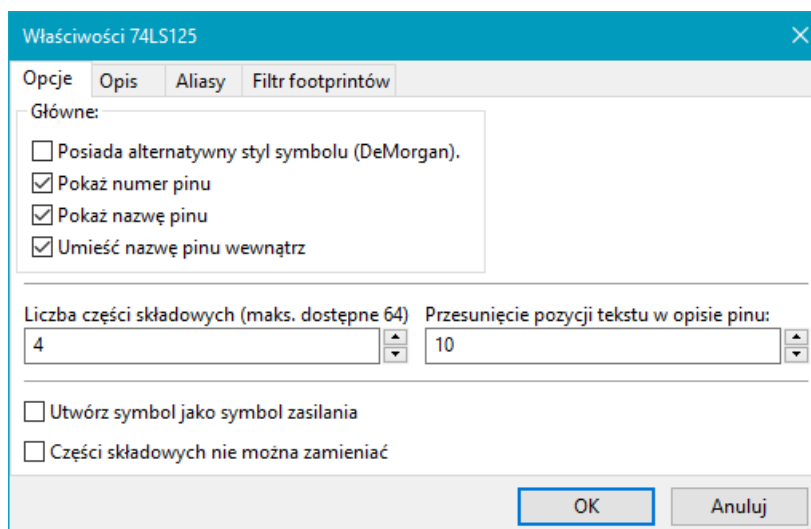 Właściwości 74LS125
Opcje Opis Aliasy Filtr footprintów
Główne:
Posiada alternatywny styl symbolu (DeMorgan).
Pokaż numer pinu
Pokaż nazwę pinu
Umieść nazwę pinu wewnątrz
Liczba części składowych (maks. dostępne 64) Przesunięcie pozycji tekstu w opisie pinu:
4 10
Utwórz symbol jako symbol zasilania
Części składowych nie można zamieniać
OK Anuluj